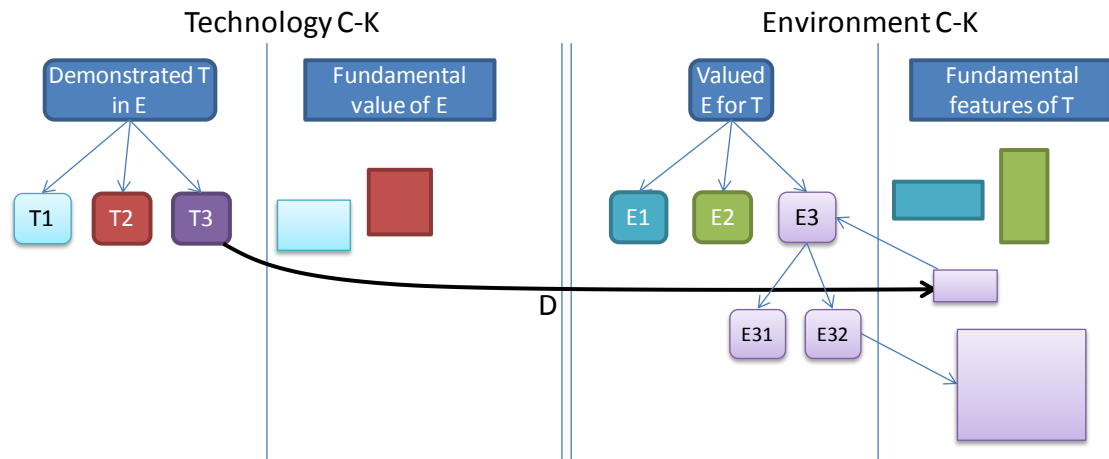 Technology C-K
Environment C-K
Demonstrated T
in E
Fundamental
value of E
Valued
E for T
Fundamental
features of T
T1
T2
T3
E1
E2
E3
D
E31
E32